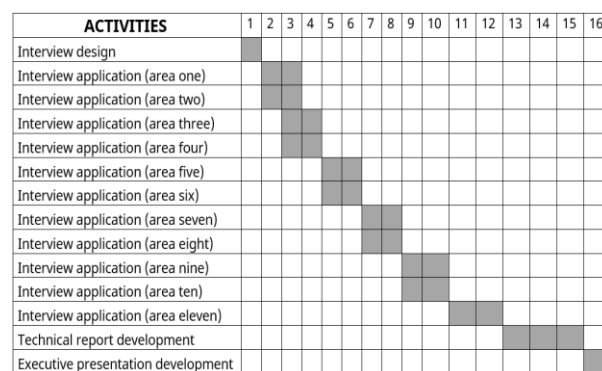 ACTIVITIES 1 2 3 4 5 6 7 8 9 10 11 12 13 14 15 16
Interview design
Interview application (area one)
Interview application (area two)
Interview application (area three)
Interview application (area four)
Interview application (area five)
Interview application (area six)
Interview application (area seven)
Interview application (area eight)
Interview application (area nine)
Interview application (area ten)
Interview application (area eleven)
Technical report development
Executive presentation development